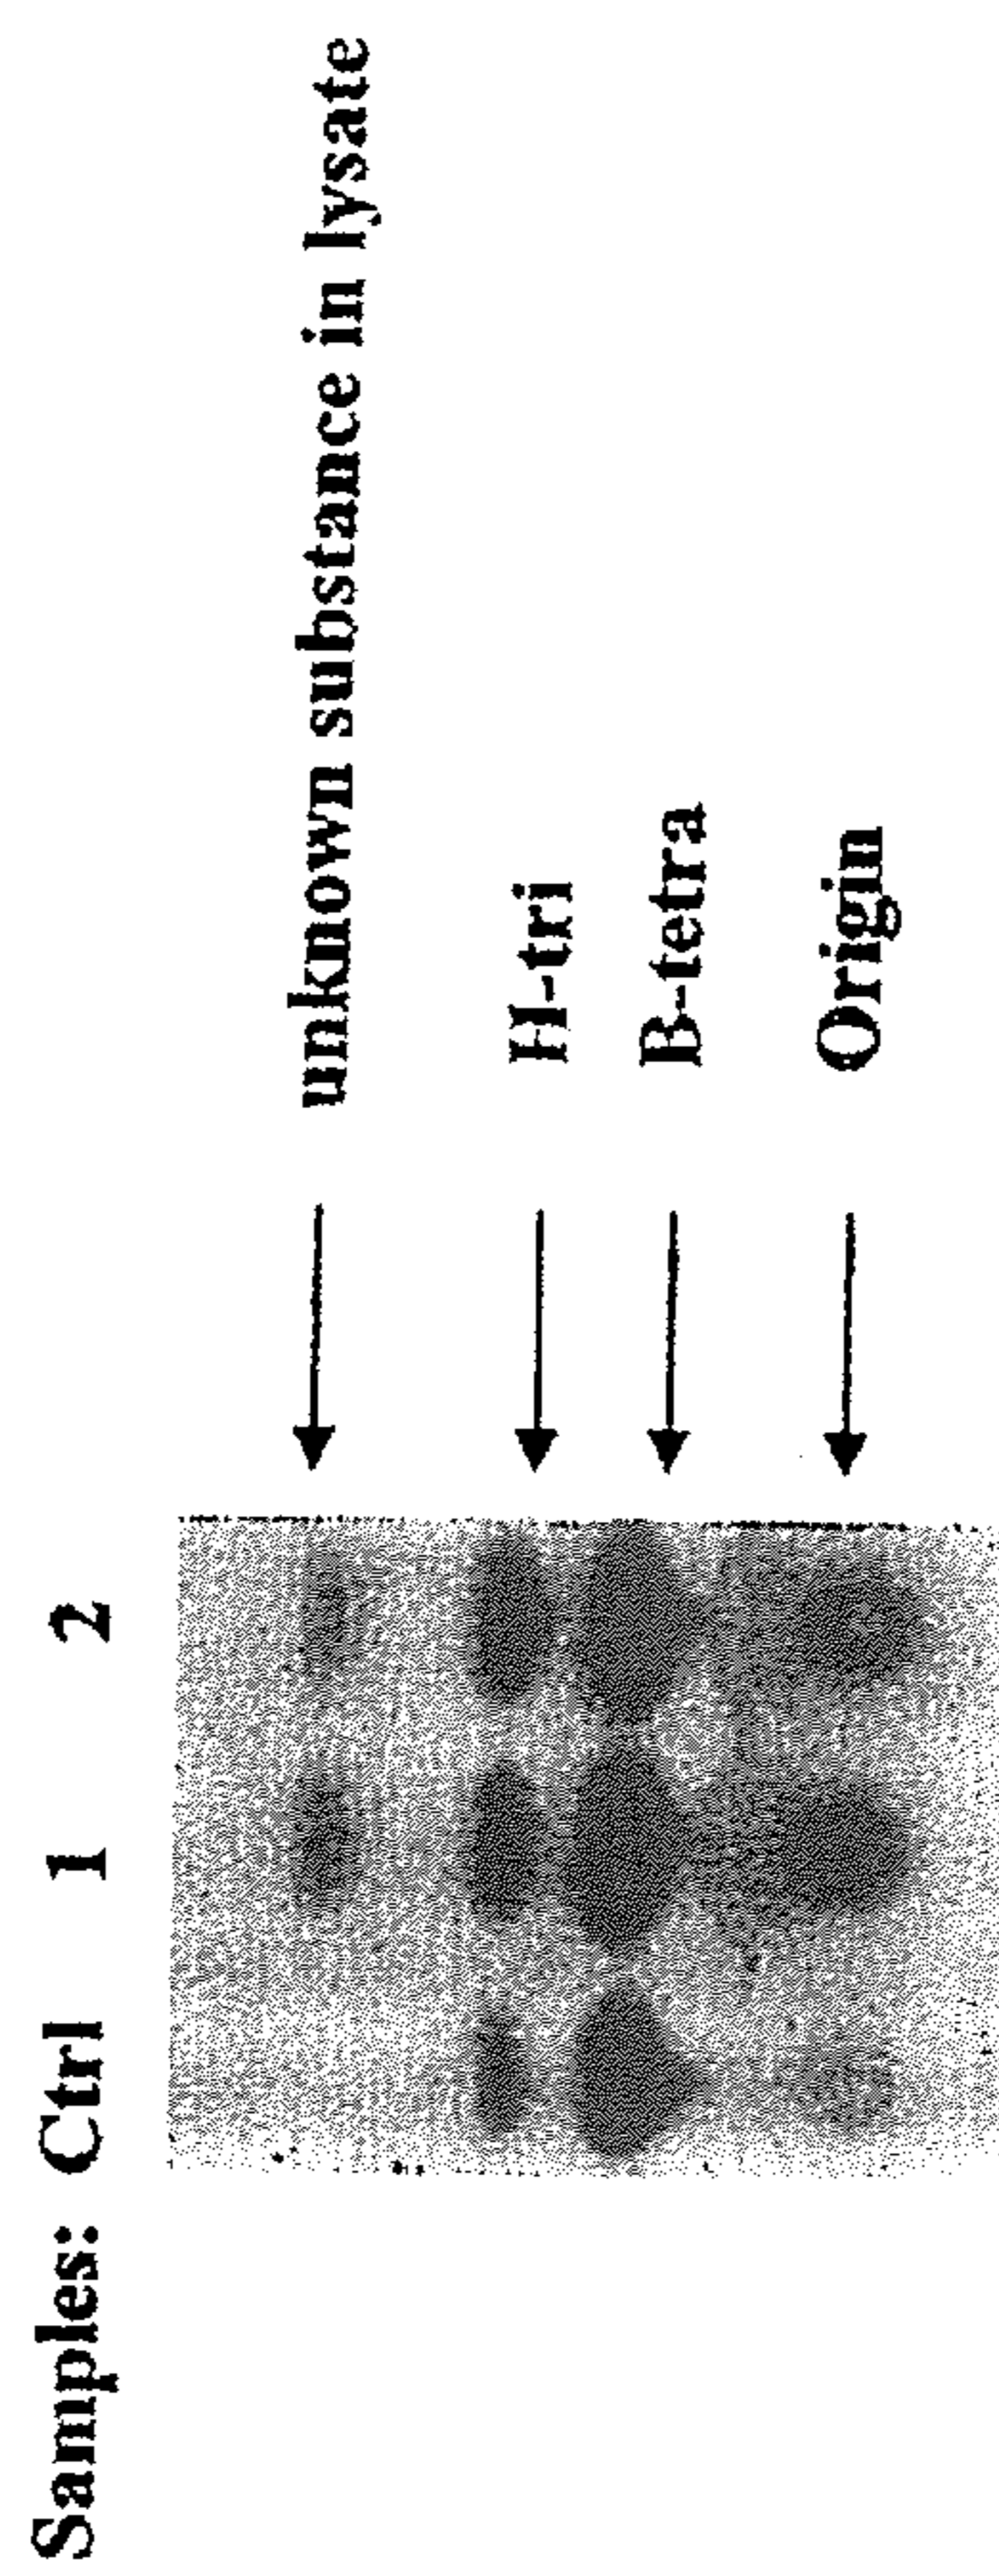 Samples: Ctrl 1 2
unknown substance in lysate
H-tri
B-tetra
Origin